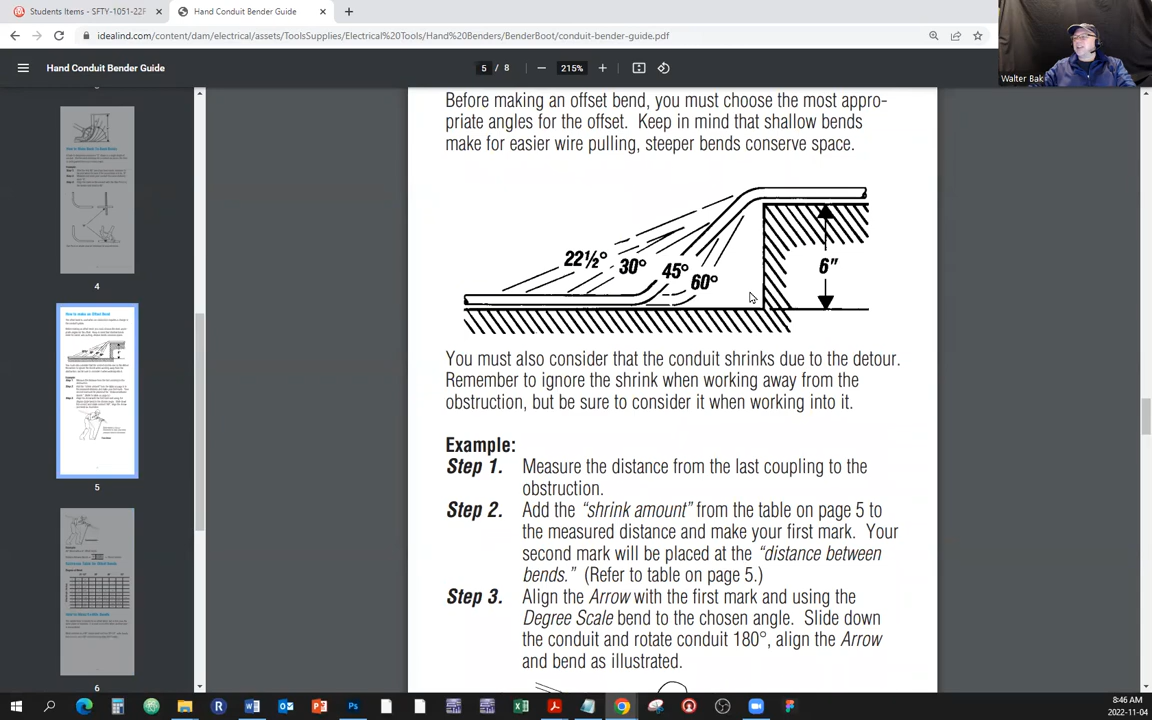 Students Items - SFTY-1051-22F
Hand Conduit Bender Guide
idealind.com/content/dam/electrical/assets/ToolsSupplies/Electrical%20Tools/Hand%20Benders/BenderBoot/conduit-bender-guide.pdf
Hand Conduit Bender Guide
5 / 8
215%
Walter Bak
4
5
6
Before making an offset bend, you must choose the most appro-
priate angles for the offset. Keep in mind that shallow bends
make for easier wire pulling, steeper bends conserve space.
22½°
30°
45°
60°
6"
You must also consider that the conduit shrinks due to the detour.
Remember to ignore the shrink when working away from the
obstruction, but be sure to consider it when working into it.
Example:
Step 1. Measure the distance from the last coupling to the
obstruction.
Step 2. Add the "shrink amount" from the table on page 5 to
the measured distance and make your first mark. Your
second mark will be placed at the "distance between
bends." (Refer to table on page 5.)
Step 3. Align the Arrow with the first mark and using the
Degree Scale bend to the chosen angle. Slide down
the conduit and rotate conduit 180°, align the Arrow
and bend as illustrated.
8:46 AM
2022-11-04